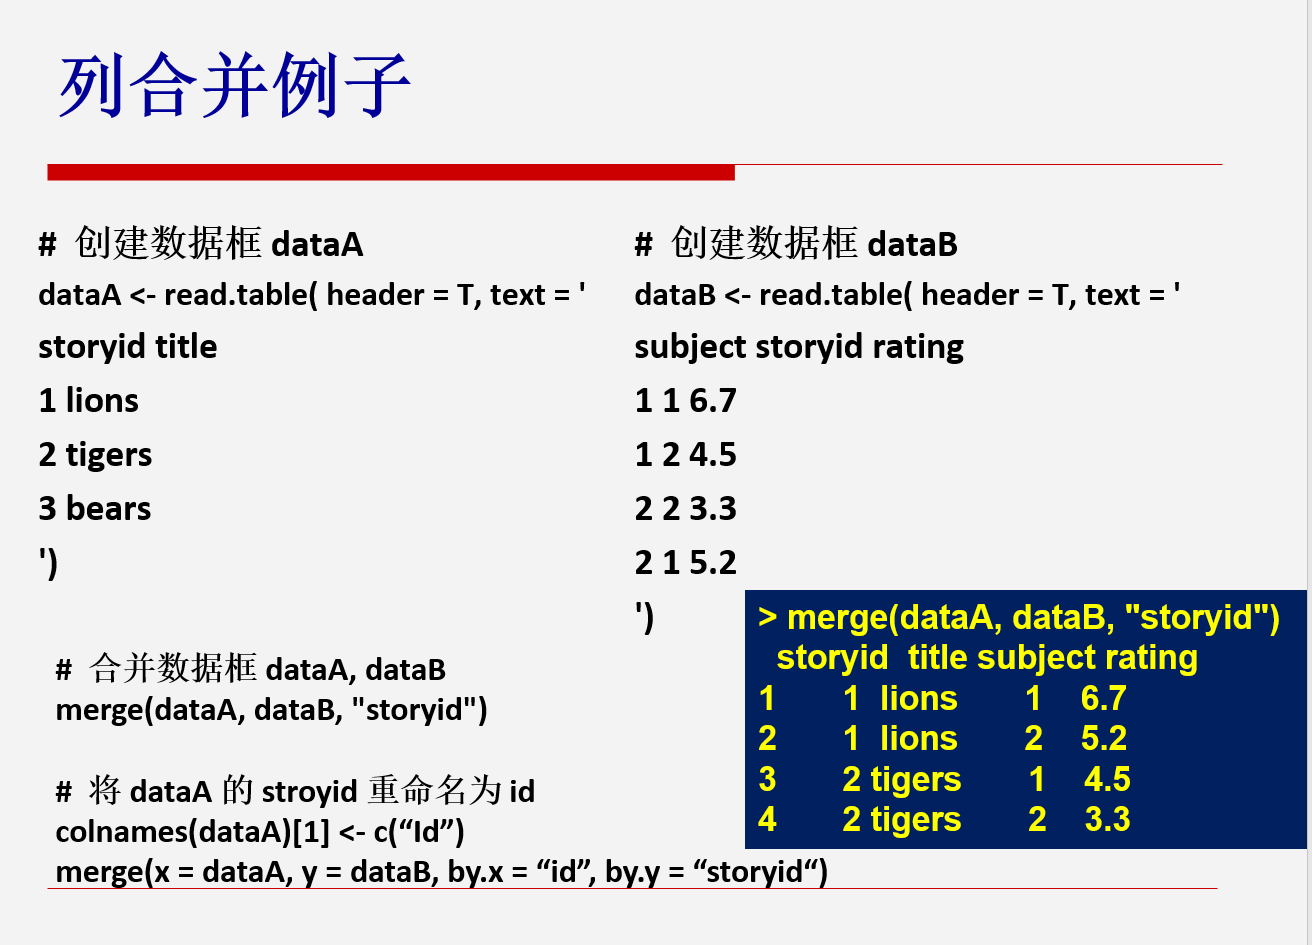 列合并例子
# 创建数据框 dataA
dataA <- read.table( header = T, text = '
storyid title
1 lions
2 tigers
3 bears
')
# 创建数据框 dataB
dataB <- read.table( header = T, text = '
subject storyid rating
1 1 6.7
1 2 4.5
2 2 3.3
2 1 5.2
')
# 合并数据框 dataA, dataB
merge(dataA, dataB, "storyid")
# 将 dataA 的 stroyid 重命名为 id
colnames(dataA)[1] <- c(“Id”)
merge(x = dataA, y = dataB, by.x = “id”, by.y = “storyid“)
> merge(dataA, dataB, "storyid")
storyid title subject rating
1 1 lions 1 6.7
2 1 lions 2 5.2
3 2 tigers 1 4.5
4 2 tigers 2 3.3